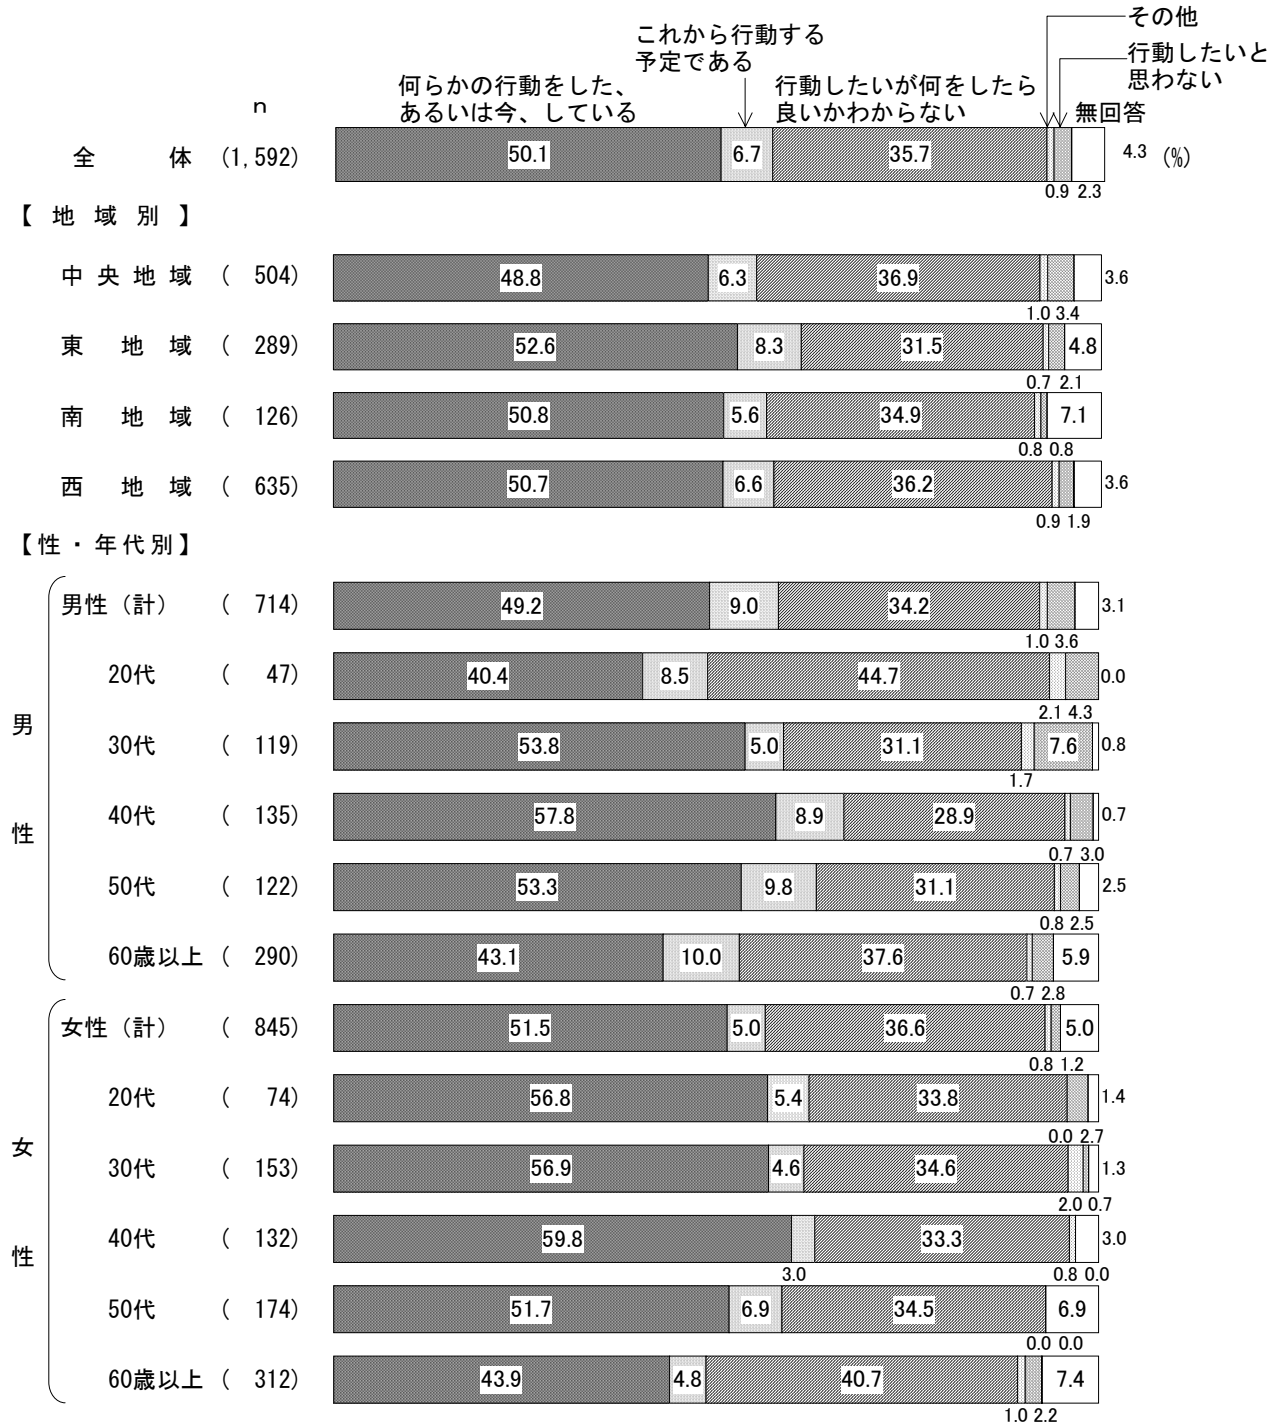 その他
これから行動する
予定である
行動したいと
思わない
何らかの行動をした、
あるいは今、している
行動したいが何をしたら
良いかわからない
無回答
n
全 体 (1,592) 50.1 6.7 35.7 4.3 (%)
0.9 2.3
【 地 域 別 】
中 央 地 域 ( 504) 48.8 6.3 36.9 3.6
1.0 3.4
東 地 域 ( 289) 52.6 8.3 31.5 4.8
0.7 2.1
南 地 域 ( 126) 50.8 5.6 34.9 7.1
0.8 0.8
西 地 域 ( 635) 50.7 6.6 36.2 3.6
0.9 1.9
【性・年代別】
男性(計) ( 714) 49.2 9.0 34.2 3.1
1.0 3.6
20代 ( 47) 40.4 8.5 44.7 0.0
2.1 4.3
男
30代 ( 119) 53.8 5.0 31.1 7.6 0.8
1.7
40代 ( 135) 57.8 8.9 28.9 0.7
性
0.7 3.0
50代 ( 122) 53.3 9.8 31.1 2.5
0.8 2.5
60歳以上 ( 290) 43.1 10.0 37.6 5.9
0.7 2.8
女性(計) ( 845) 51.5 5.0 36.6 5.0
0.8 1.2
20代 ( 74) 56.8 5.4 33.8 1.4
0.0 2.7
女
30代 ( 153) 56.9 4.6 34.6 1.3
2.0 0.7
40代 ( 132) 59.8 33.3 3.0
性
3.0 0.8 0.0
50代 ( 174) 51.7 6.9 34.5 6.9
0.0 0.0
60歳以上 ( 312) 43.9 4.8 40.7 7.4
1.0 2.2